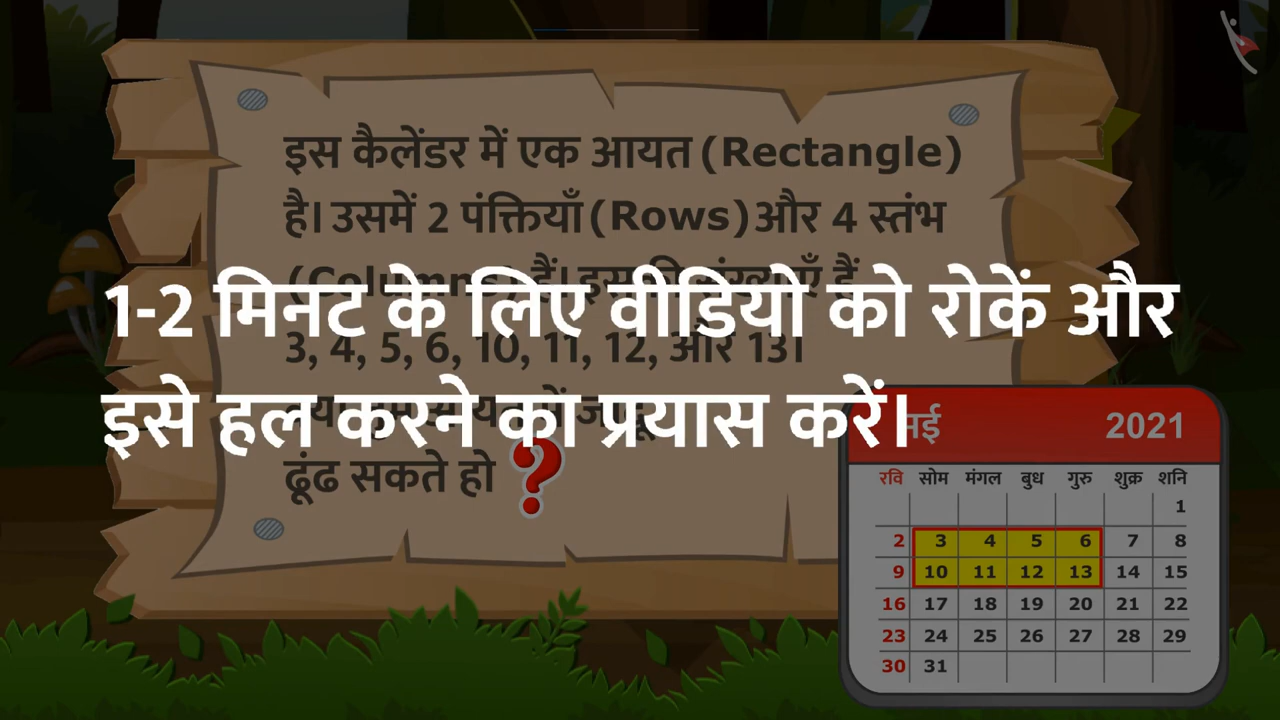 इस कैलेंडर में एक आयत (Rectangle)
है। उसमें 2 पंक्तियाँ (Rows) और 4 स्तंभ
(Columns) हैं।
1-2 मिनट के लिए वीडियो को रोकें और
3, 4, 5, 6, 10, 11, 12, और 13।
इसे हल करने का प्रयास करें।
ढूंढ सकते हो ?
मई 2021
रवि सोम मंगल बुध गुरु शुक्र शनि
1
2 3 4 5 6 7 8
9 10 11 12 13 14 15
16 17 18 19 20 21 22
23 24 25 26 27 28 29
30 31